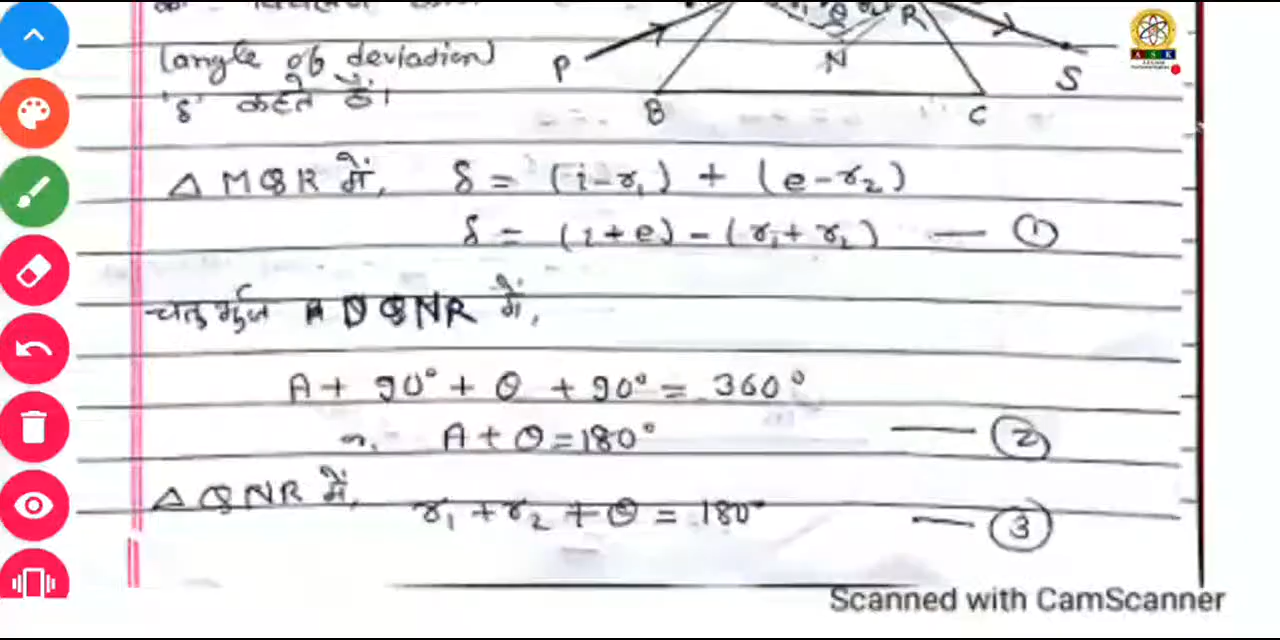 θ R
(angle of deviation)
P
N
S
'δ' कहते हैं।
B
C
A S K
Δ MQR में, δ = (i-r₁) + (e-r₂)
δ = (i+e) - (r₁+r₂) — ①
चतुर्भुज AQNR में,
A + 90° + θ + 90° = 360°
A + θ = 180° — ②
Δ QNR में, r₁ + r₂ + θ = 180° — ③
Scanned with CamScanner